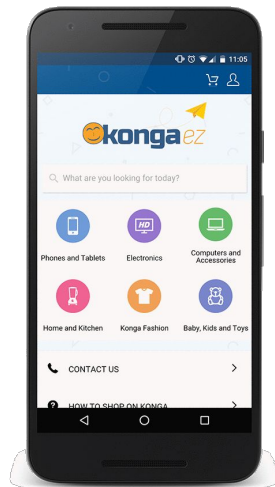 11:05
konga ez
What are you looking for today?
HD
Phones and Tablets
Electronics
Computers and
Accessories
Home and Kitchen
Konga Fashion
Baby, Kids and Toys
CONTACT US
HOW TO SHOP ON KONGA